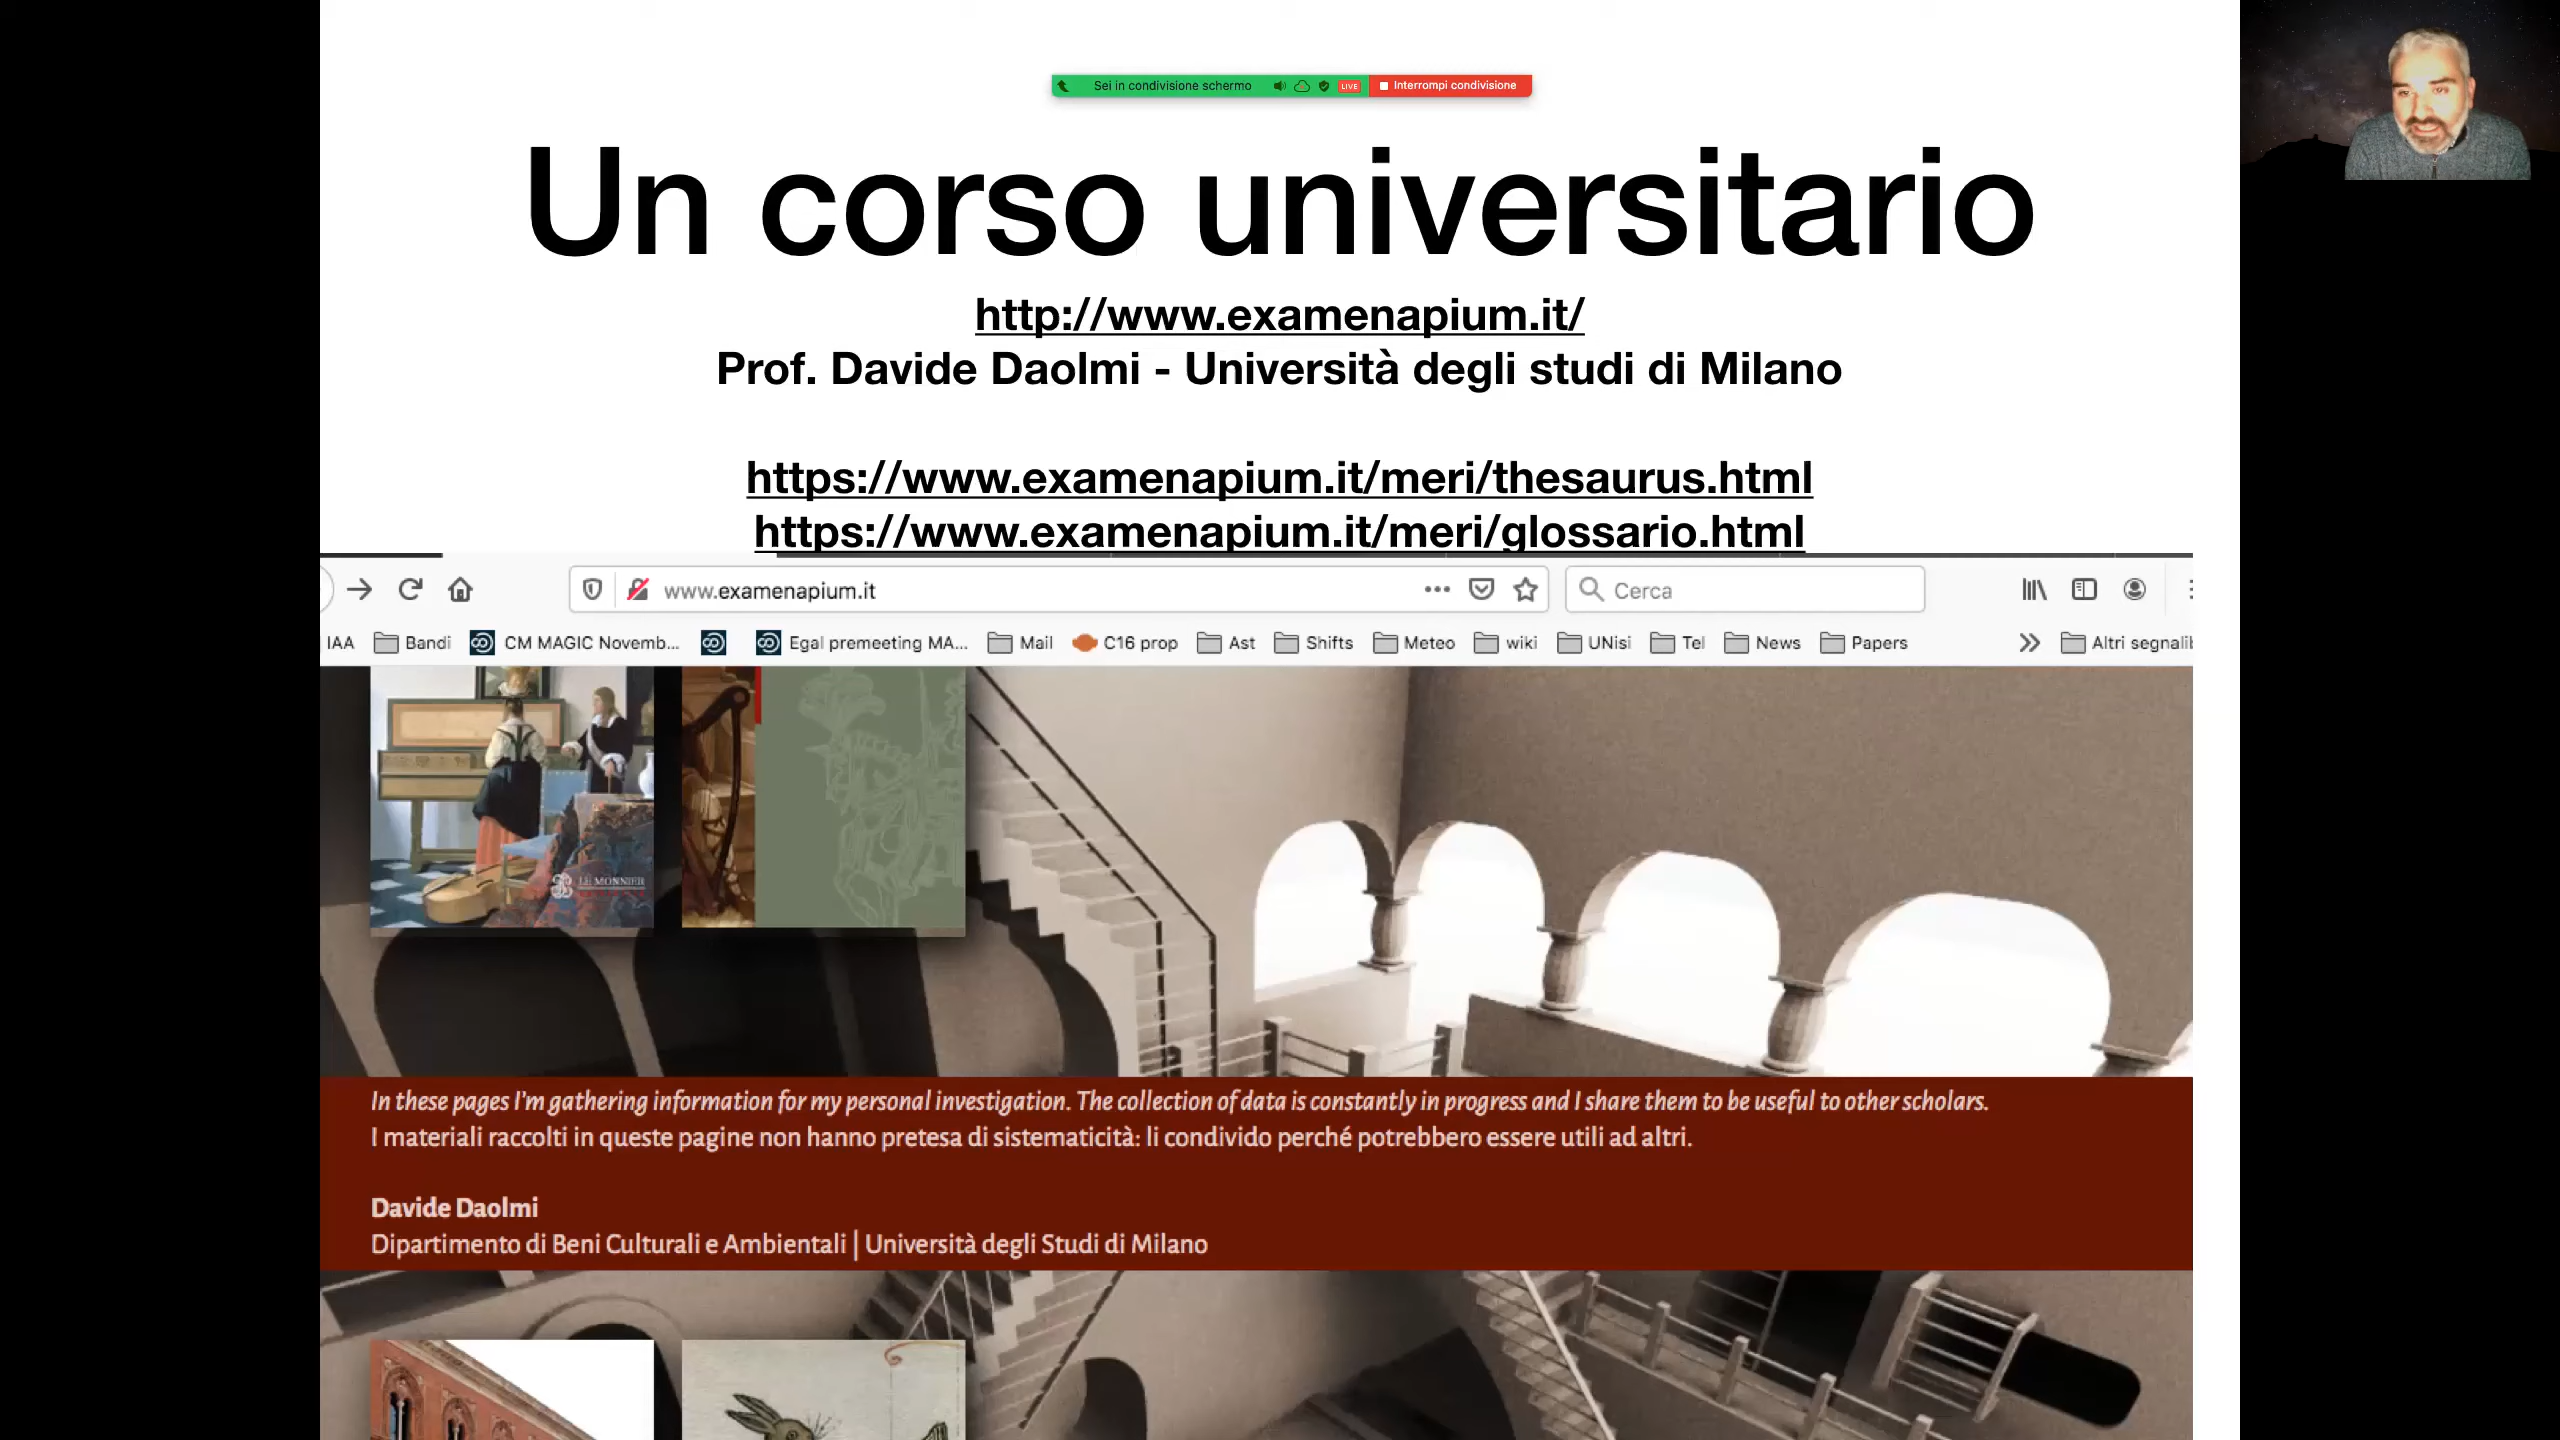 Sei in condivisione schermo LIVE Interrompi condivisione
Un corso universitario
http://www.examenapium.it/
Prof. Davide Daolmi - Università degli studi di Milano
https://www.examenapium.it/meri/thesaurus.html
https://www.examenapium.it/meri/glossario.html
www.examenapium.it ••• Cerca
IAA Bandi CM MAGIC Novemb... Egal premeeting MA... Mail C16 prop Ast Shifts Meteo wiki UNisi Tel News Papers Altri segnalib
LE MONNIER
In these pages I'm gathering information for my personal investigation. The collection of data is constantly in progress and I share them to be useful to other scholars.
I materiali raccolti in queste pagine non hanno pretesa di sistematicità: li condivido perché potrebbero essere utili ad altri.
Davide Daolmi
Dipartimento di Beni Culturali e Ambientali | Università degli Studi di Milano